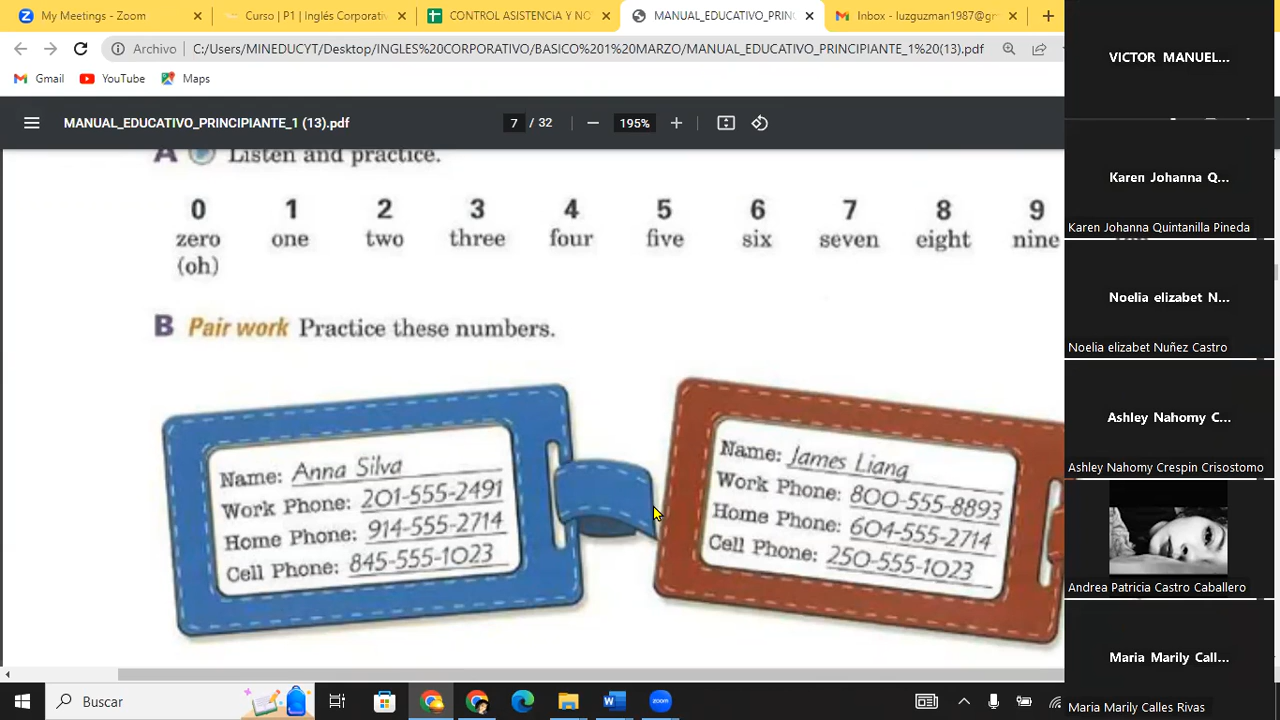 My Meetings - Zoom
Curso | P1 | Inglés Corporativ
CONTROL ASISTENCiA Y NO
MANUAL_EDUCATIVO_PRIN
Inbox - luzguzman1987@gm
Archivo C:/Users/MINEDUCYT/Desktop/INGLES%20CORPORATIVO/BASICO%201%20MARZO/MANUAL_EDUCATIVO_PRINCIPIANTE_1%20(13).pdf
Gmail YouTube Maps
MANUAL_EDUCATIVO_PRINCIPIANTE_1 (13).pdf 7 / 32 195%
A Listen and practice.
0 1 2 3 4 5 6 7 8 9
zero one two three four five six seven eight nine
(oh)
B Pair work Practice these numbers.
Name: Anna Silva
Work Phone: 201-555-2491
Home Phone: 914-555-2714
Cell Phone: 845-555-1023
Name: James Liang
Work Phone: 800-555-8893
Home Phone: 604-555-2714
Cell Phone: 250-555-1023
VICTOR MANUEL...
Karen Johanna Q...
Karen Johanna Quintanilla Pineda
Noelia elizabet N...
Noelia elizabet Nuñez Castro
Ashley Nahomy C...
Ashley Nahomy Crespin Crisostomo
Andrea Patricia Castro Caballero
Maria Marily Call...
Maria Marily Calles Rivas
Buscar
zoom